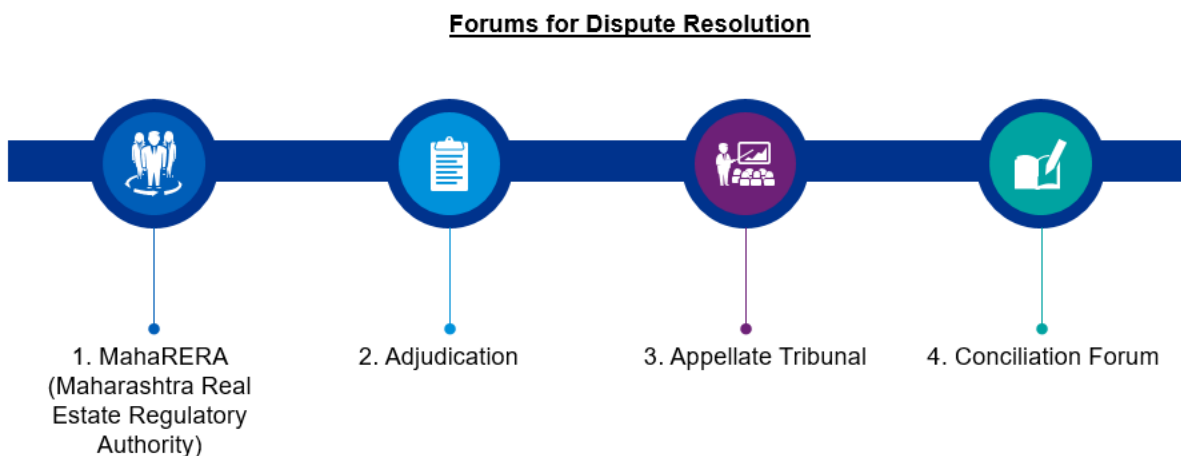 Forums for Dispute Resolution
1. MahaRERA
(Maharashtra Real
Estate Regulatory
Authority)
2. Adjudication
3. Appellate Tribunal
4. Conciliation Forum